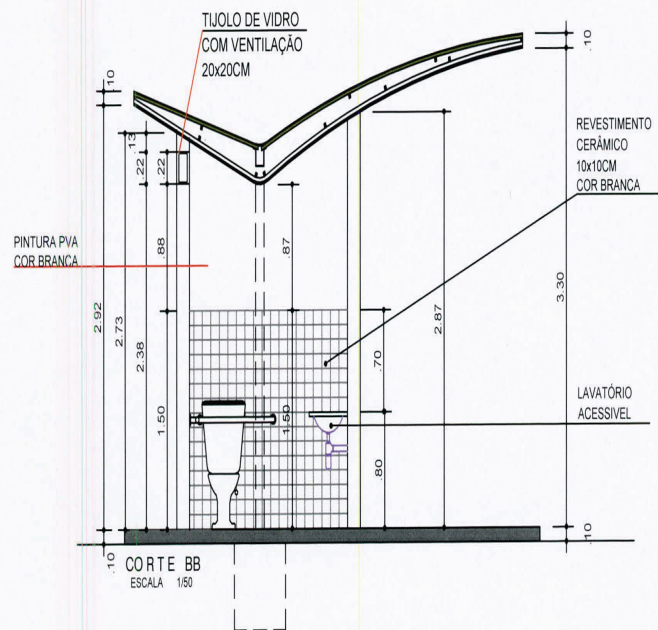 TIJOLO DE VIDRO
COM VENTILAÇÃO
20x20CM
.10
.10
.13
.22
.22
REVESTIMENTO
CERÂMICO
10x10CM
COR BRANCA
PINTURA PVA
COR BRANCA
.88
.87
2.92
2.73
2.38
2.87
3.30
.70
1.50
1.50
.80
LAVATÓRIO
ACESSIVEL
.10
.10
CORTE BB
ESCALA 1/50